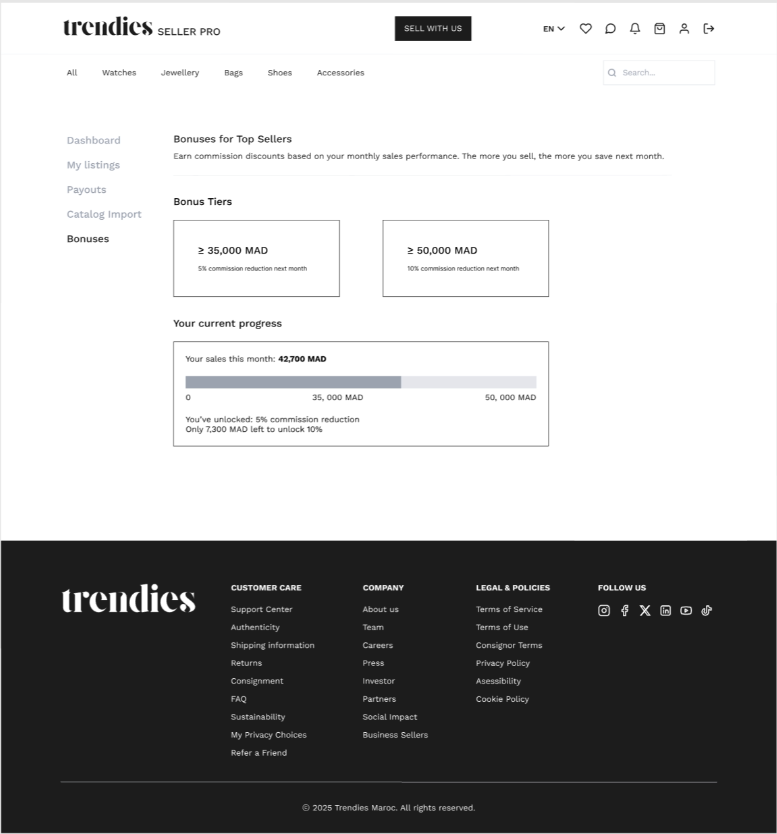 trendies SELLER PRO
SELL WITH US
EN
All Watches Jewellery Bags Shoes Accessories
Search...
Dashboard
My listings
Payouts
Catalog Import
Bonuses
Bonuses for Top Sellers
Earn commission discounts based on your monthly sales performance. The more you sell, the more you save next month.
Bonus Tiers
≥ 35,000 MAD
5% commission reduction next month
≥ 50,000 MAD
10% commission reduction next month
Your current progress
Your sales this month: 42,700 MAD
0 35, 000 MAD 50, 000 MAD
You've unlocked: 5% commission reduction
Only 7,300 MAD left to unlock 10%
trendies
CUSTOMER CARE
Support Center
Authenticity
Shipping information
Returns
Consignment
FAQ
Sustainability
My Privacy Choices
Refer a Friend
COMPANY
About us
Team
Careers
Press
Investor
Partners
Social Impact
Business Sellers
LEGAL & POLICIES
Terms of Service
Terms of Use
Consignor Terms
Privacy Policy
Asessibility
Cookie Policy
FOLLOW US
© 2025 Trendies Maroc. All rights reserved.